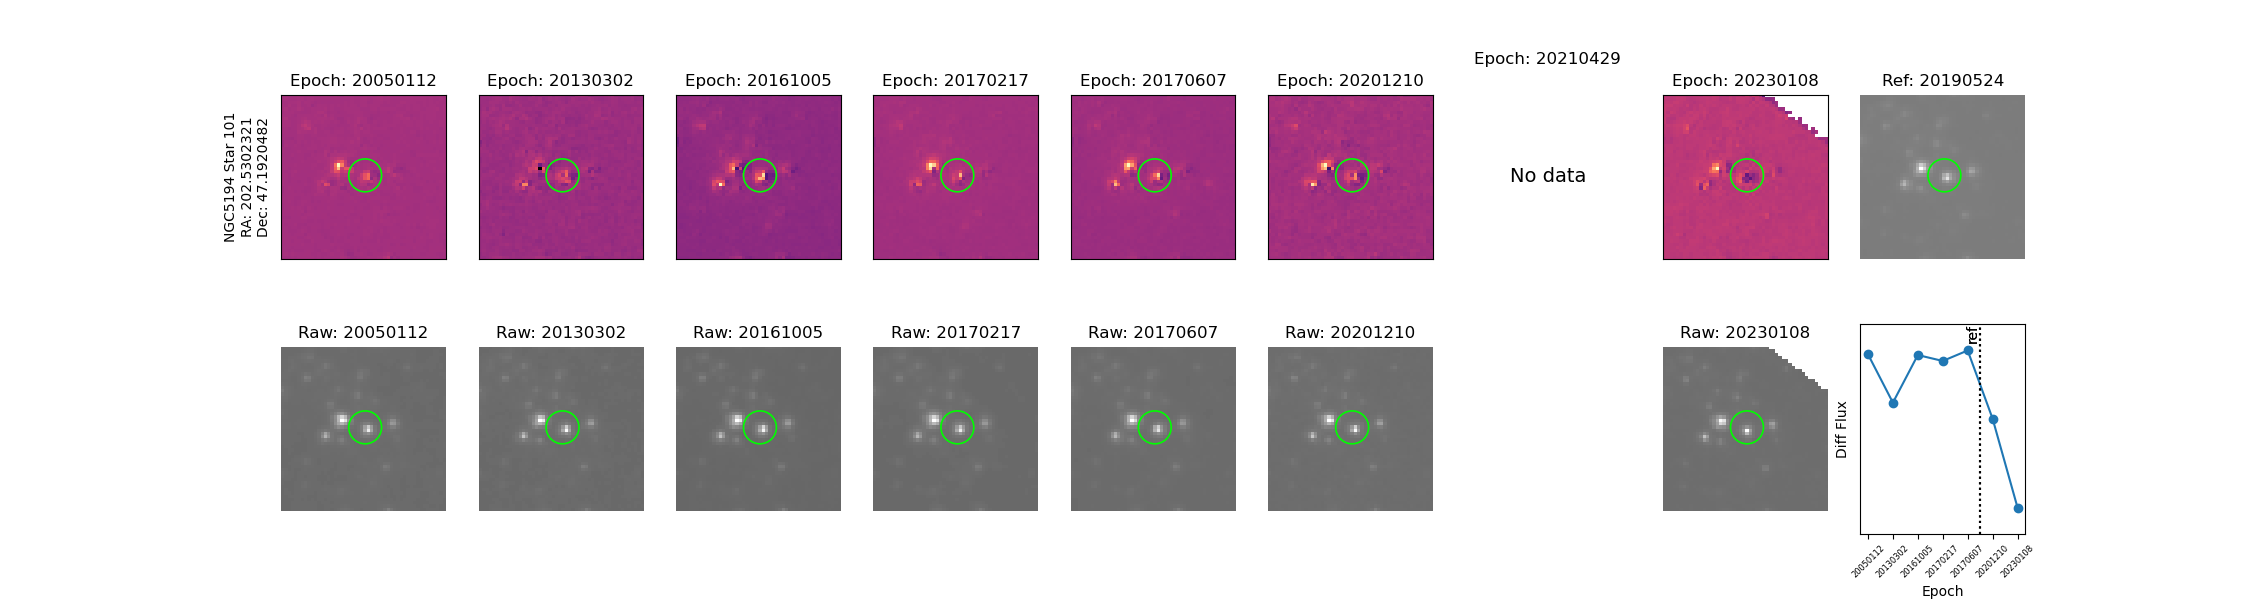 Epoch: 20210429
Epoch: 20050112
Epoch: 20130302
Epoch: 20161005
Epoch: 20170217
Epoch: 20170607
Epoch: 20201210
Epoch: 20230108
Ref: 20190524
NGC5194 Star 101
RA: 202.5302321
Dec: 47.1920482
No data
Raw: 20050112
Raw: 20130302
Raw: 20161005
Raw: 20170217
Raw: 20170607
Raw: 20201210
Raw: 20230108
ref
Diff Flux
20050112
20130302
20161005
20170217
20170607
20201210
20230108
Epoch